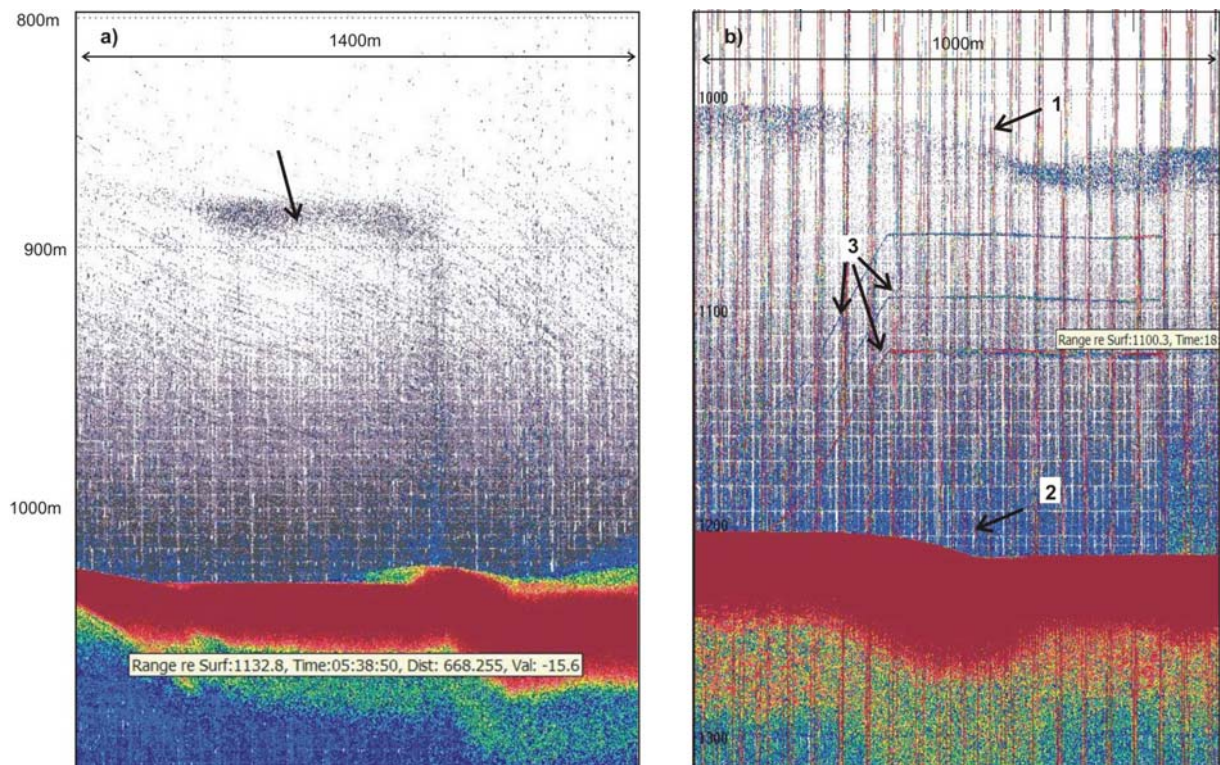 800m
a)
1400m
900m
1000m
Range re Surf:1132.8, Time:05:38:50, Dist: 668.255, Val: -15.6
b)
1000m
1000
1
3
1100
Range re Surf:1100.3, Time:18
2
1200
1300